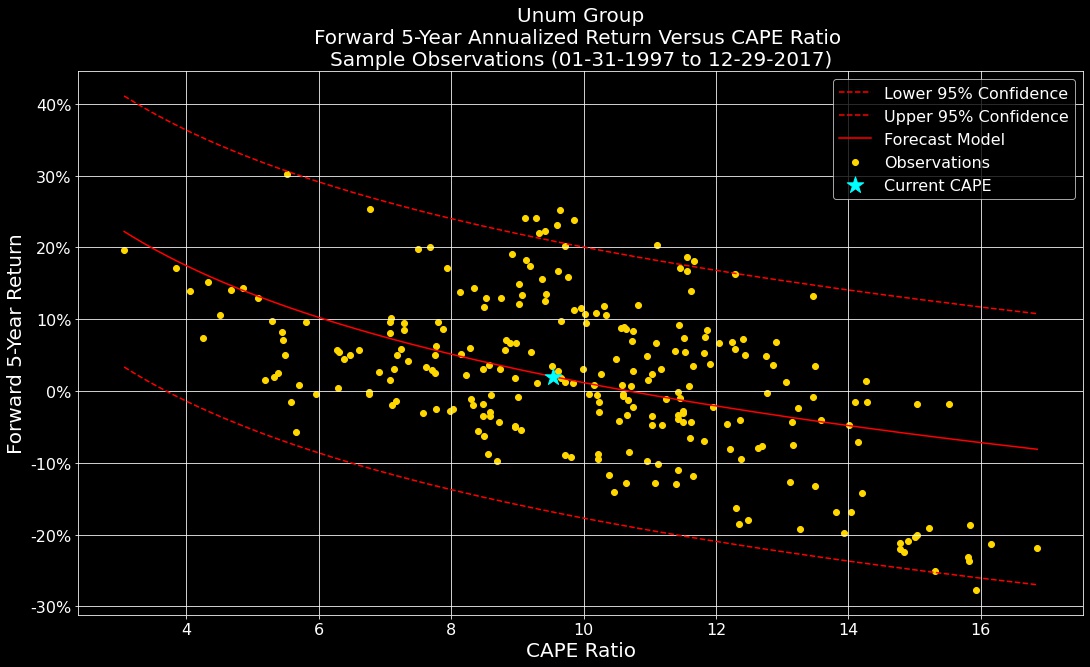 Unum Group
Forward 5-Year Annualized Return Versus CAPE Ratio
Sample Observations (01-31-1997 to 12-29-2017)
Lower 95% Confidence
Upper 95% Confidence
Forecast Model
Observations
Current CAPE
Forward 5-Year Return
40%
30%
20%
10%
0%
-10%
-20%
-30%
4 6 8 10 12 14 16
CAPE Ratio